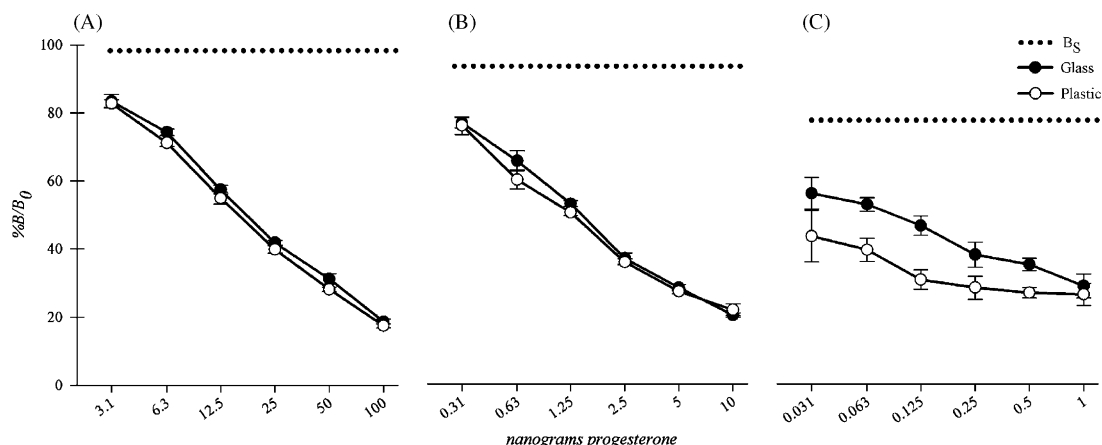 (A)
(B)
(C)
B_S
Glass
Plastic
%B/B_0
100
80
60
40
20
0
3.1 6.3 12.5 25 50 100
0.31 0.63 1.25 2.5 5 10
0.031 0.063 0.125 0.25 0.5 1
nanograms progesterone